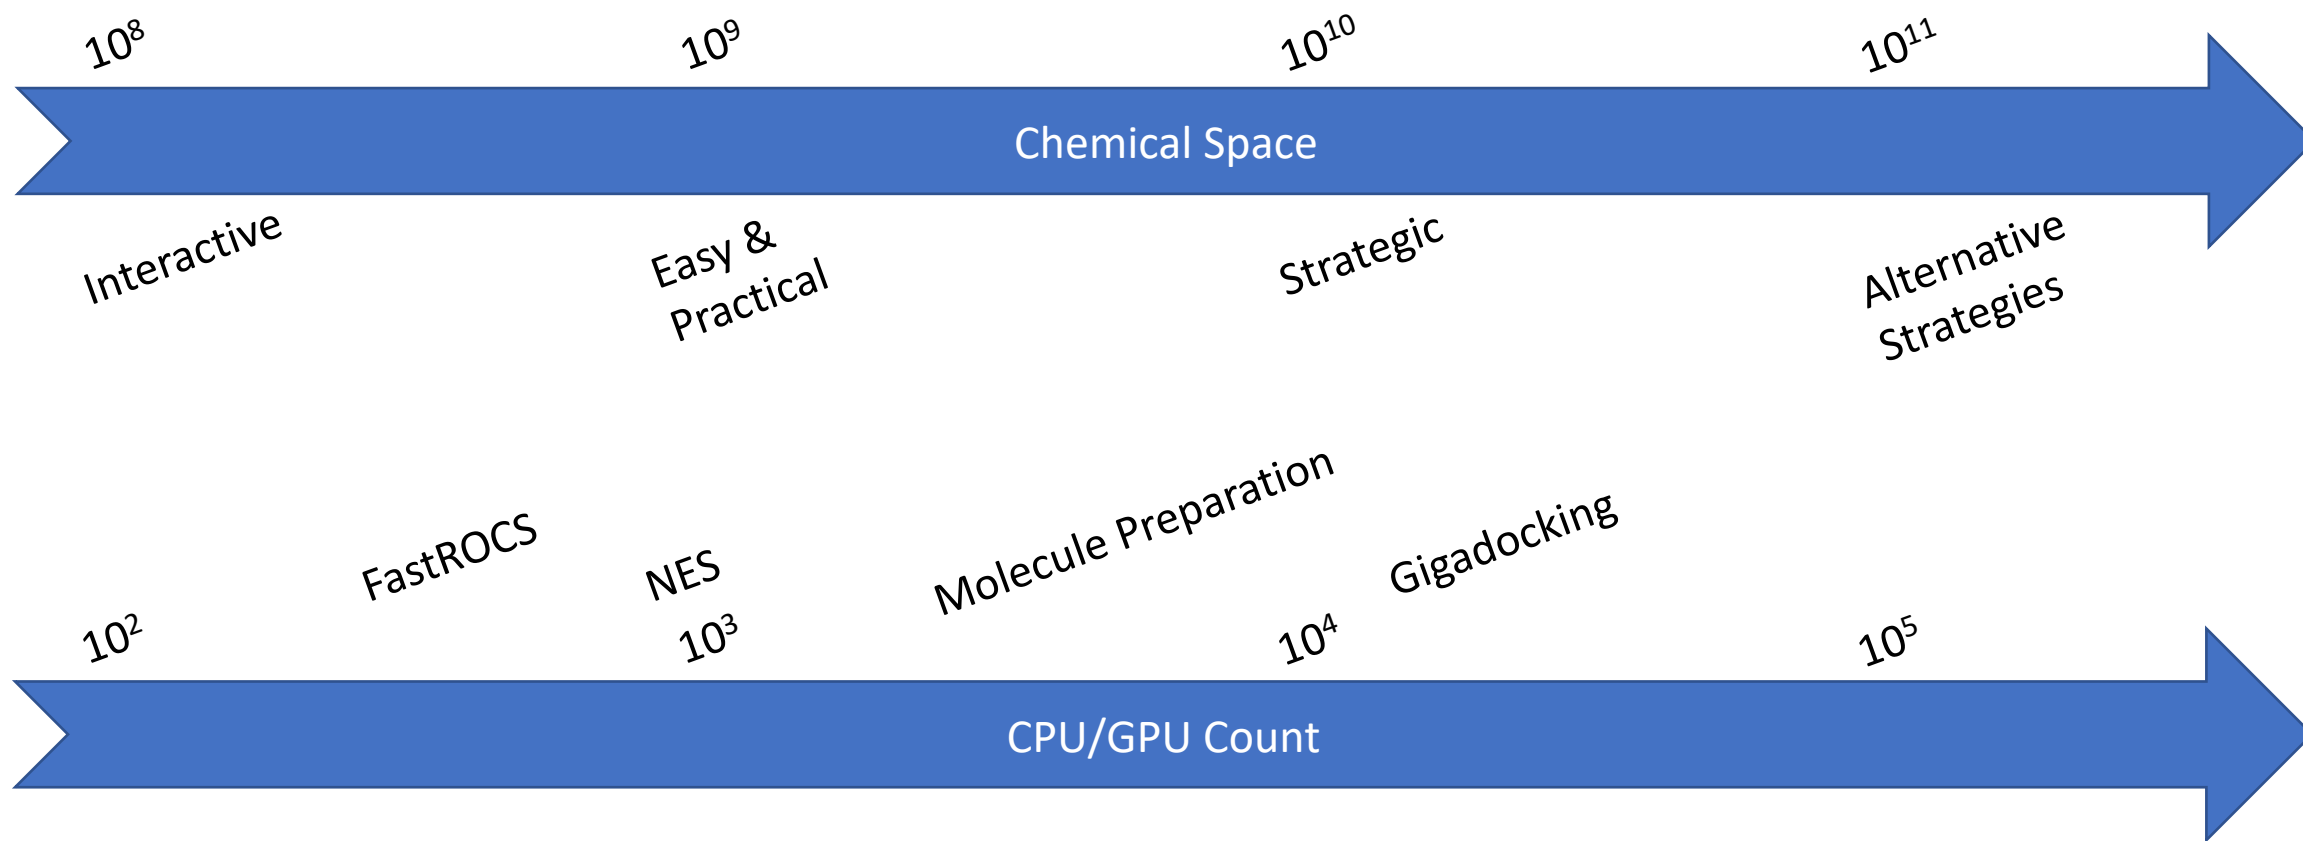 10⁸
10⁹
10¹⁰
10¹¹
Chemical Space
Interactive
Easy &
Practical
Strategic
Alternative
Strategies
FastROCS
NES
Molecule Preparation
Gigadocking
10²
10³
10⁴
10⁵
CPU/GPU Count